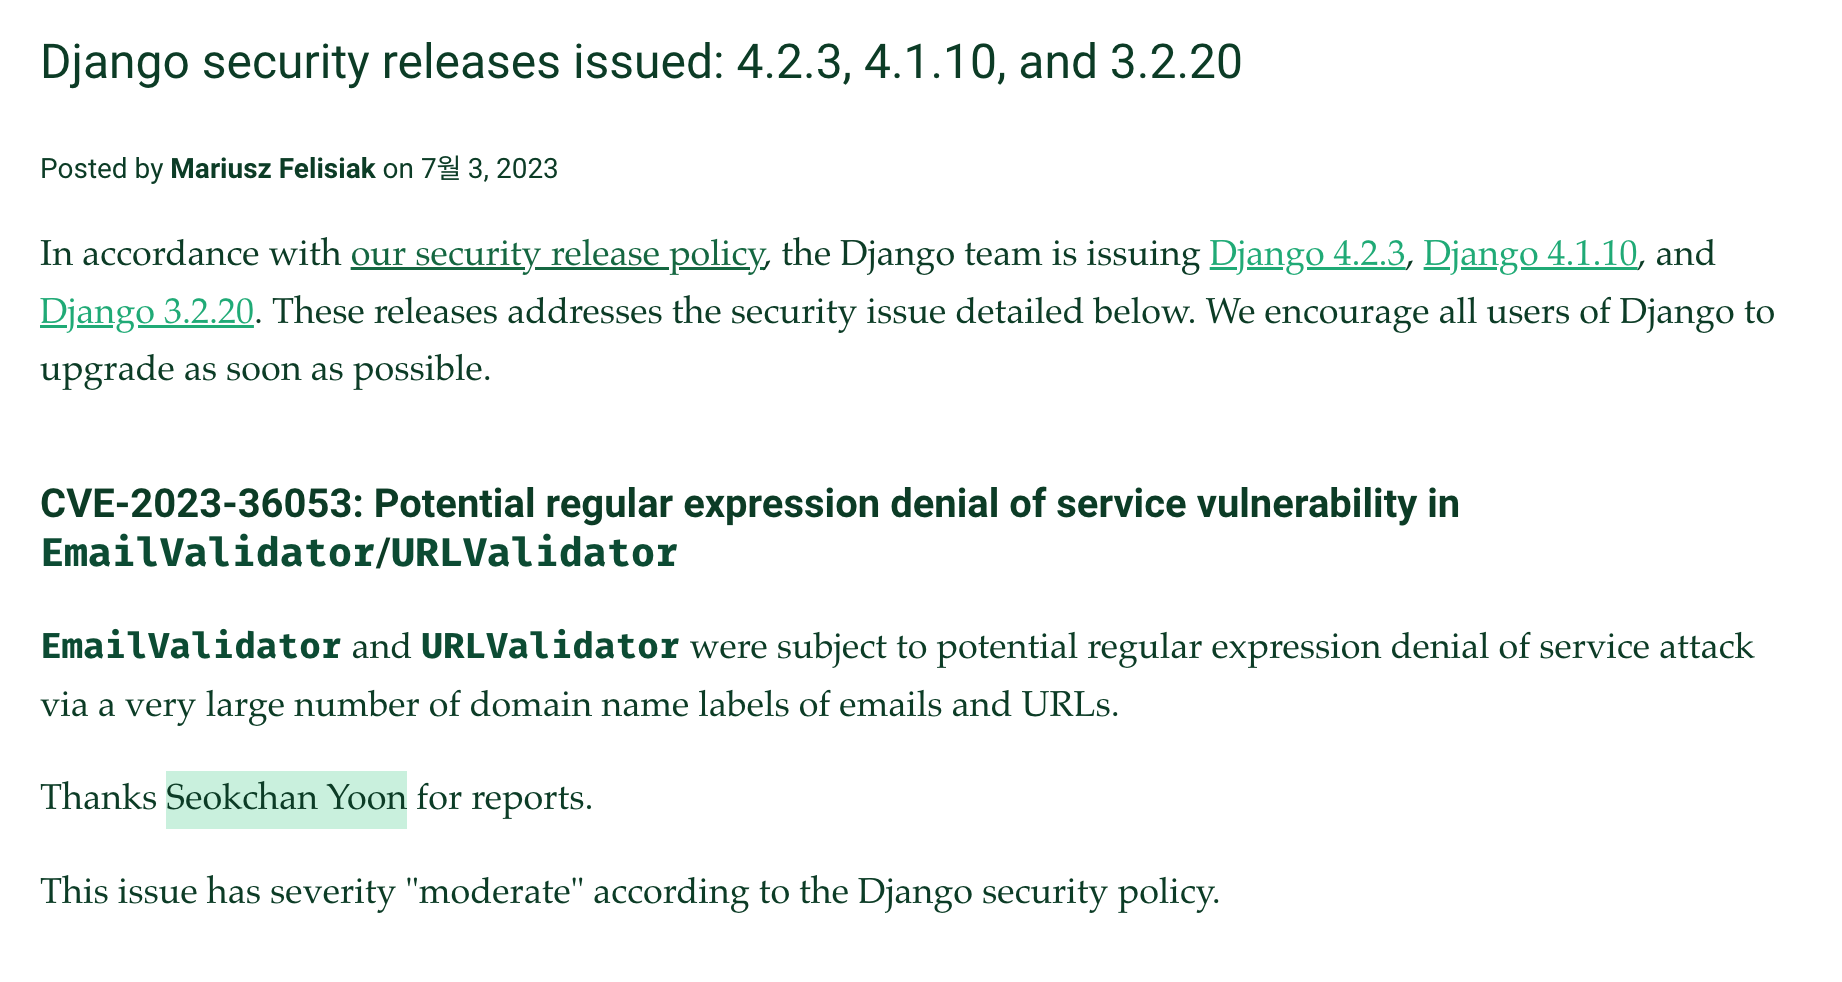 Django security releases issued: 4.2.3, 4.1.10, and 3.2.20
Posted by Mariusz Felisiak on 7월 3, 2023
In accordance with our security release policy, the Django team is issuing Django 4.2.3, Django 4.1.10, and
Django 3.2.20. These releases addresses the security issue detailed below. We encourage all users of Django to
upgrade as soon as possible.
CVE-2023-36053: Potential regular expression denial of service vulnerability in
EmailValidator/URLValidator
EmailValidator and URLValidator were subject to potential regular expression denial of service attack
via a very large number of domain name labels of emails and URLs.
Thanks Seokchan Yoon for reports.
This issue has severity "moderate" according to the Django security policy.